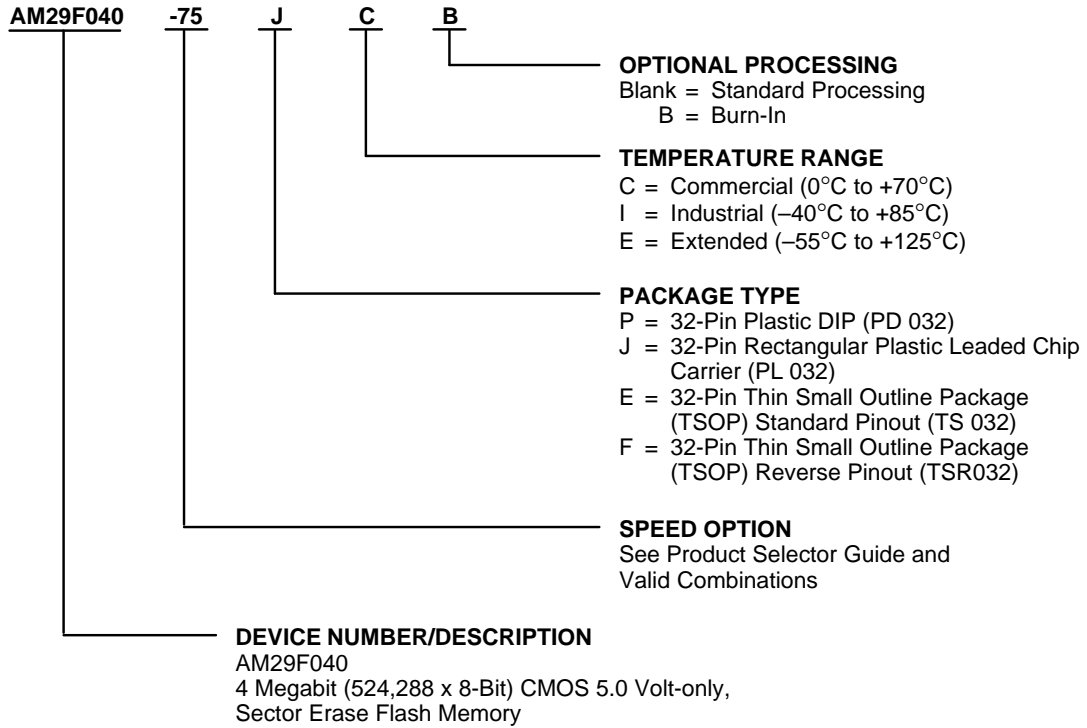 AM29F040 -75 J C B
OPTIONAL PROCESSING
Blank = Standard Processing
B = Burn-In
TEMPERATURE RANGE
C = Commercial (0°C to +70°C)
I = Industrial (–40°C to +85°C)
E = Extended (–55°C to +125°C)
PACKAGE TYPE
P = 32-Pin Plastic DIP (PD 032)
J = 32-Pin Rectangular Plastic Leaded Chip
Carrier (PL 032)
E = 32-Pin Thin Small Outline Package
(TSOP) Standard Pinout (TS 032)
F = 32-Pin Thin Small Outline Package
(TSOP) Reverse Pinout (TSR032)
SPEED OPTION
See Product Selector Guide and
Valid Combinations
DEVICE NUMBER/DESCRIPTION
AM29F040
4 Megabit (524,288 x 8-Bit) CMOS 5.0 Volt-only,
Sector Erase Flash Memory